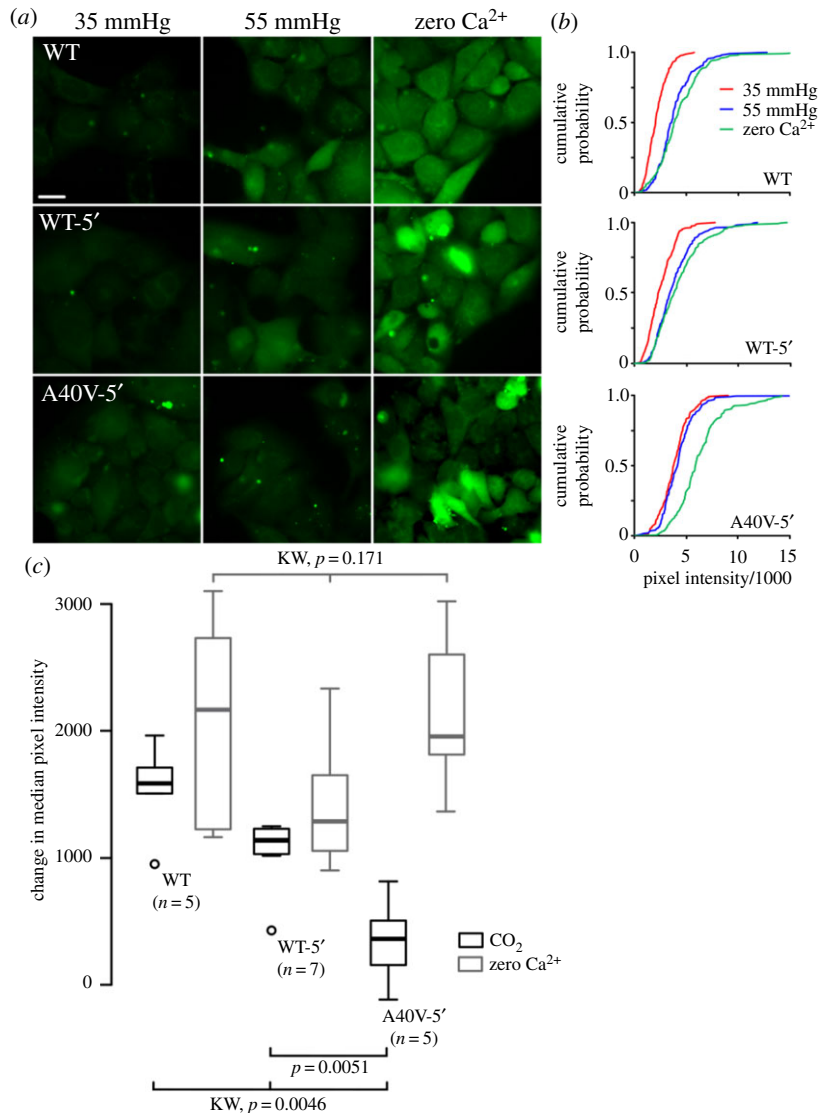 (a) 35 mmHg 55 mmHg zero Ca²⁺
WT
WT-5′
A40V-5′
(b)
1.0
0.5
0
cumulative
probability
35 mmHg
55 mmHg
zero Ca²⁺
WT
1.0
0.5
0
cumulative
probability
WT-5′
1.0
0.5
0
cumulative
probability
A40V-5′
0 5 10 15
pixel intensity/1000
(c)
KW, p = 0.171
3000
2000
1000
0
change in median pixel intensity
WT
(n = 5)
WT-5′
(n = 7)
A40V-5′
(n = 5)
CO₂
zero Ca²⁺
p = 0.0051
KW, p = 0.0046